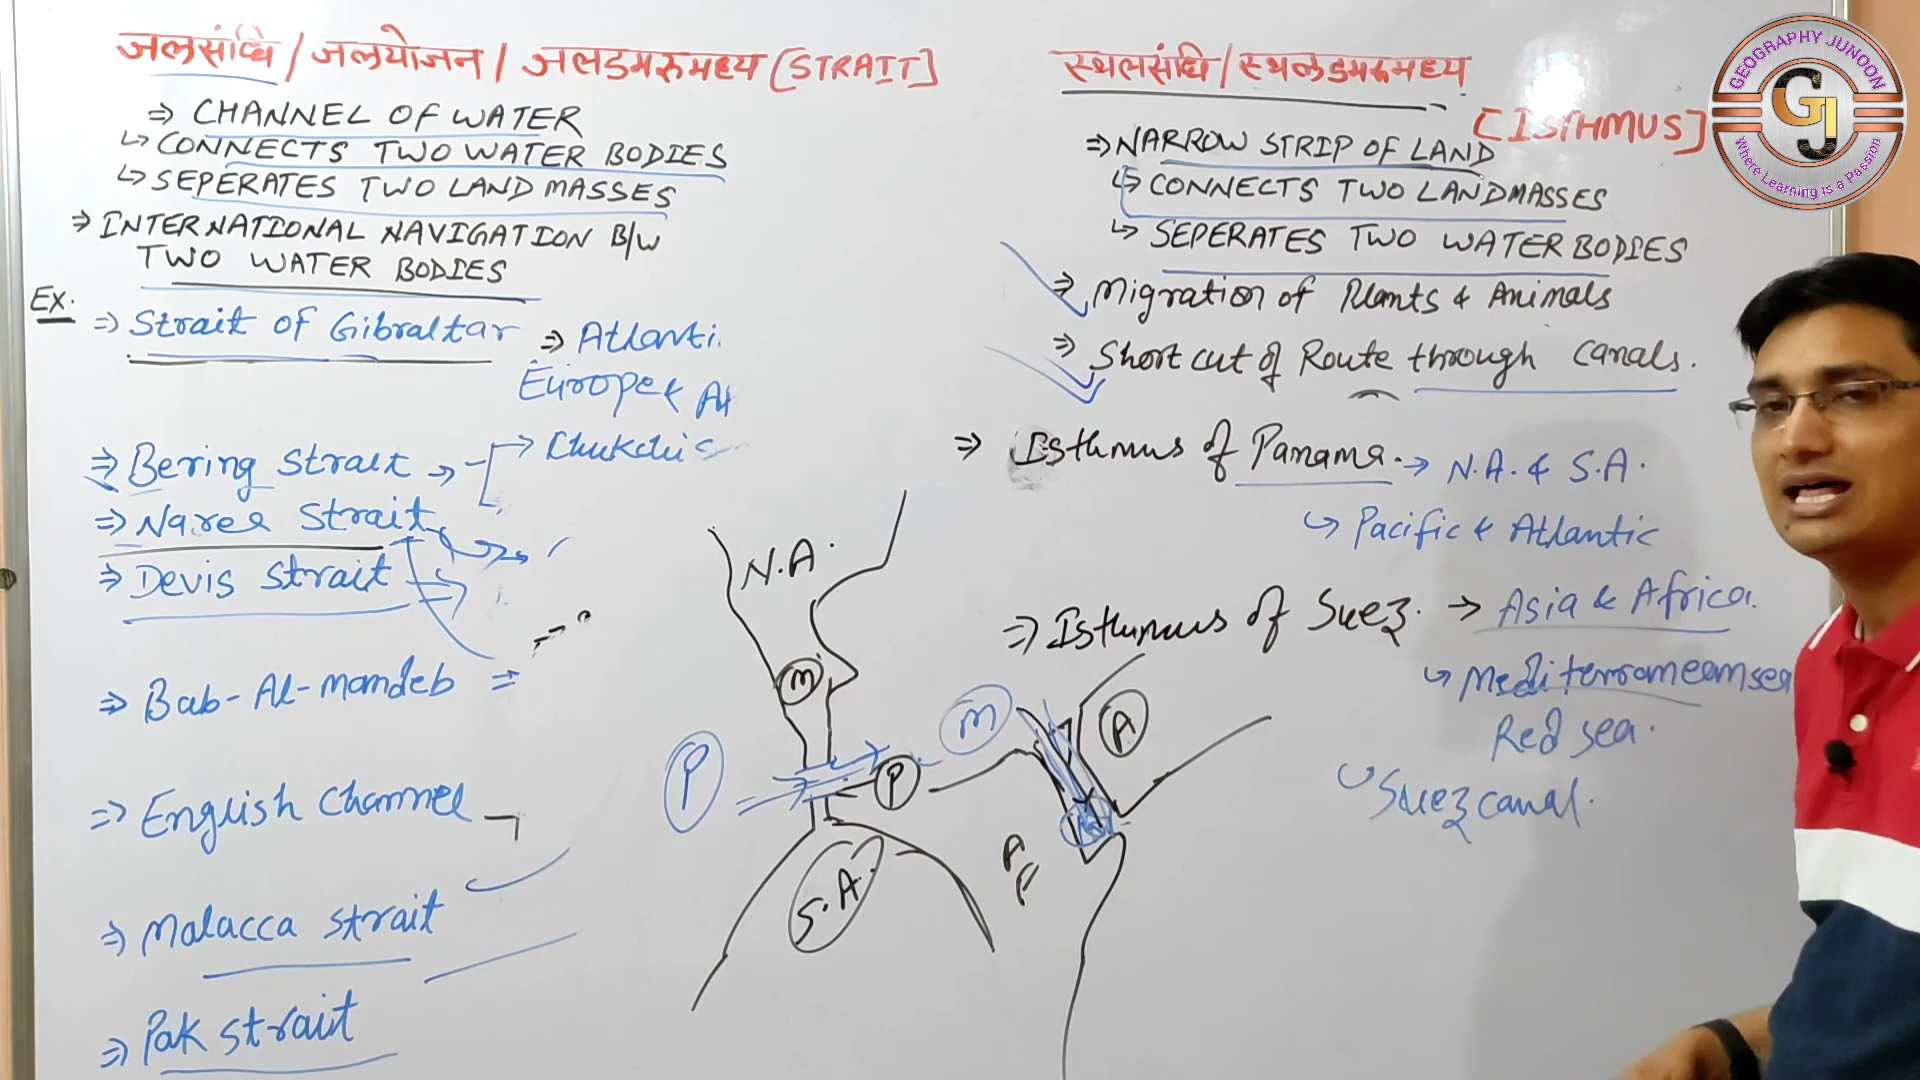 जलसंधि / जलयोजन / जलडमरुमध्य [STRAIT]
⇒ CHANNEL OF WATER
↳ CONNECTS TWO WATER BODIES
↳ SEPERATES TWO LAND MASSES
⇒ INTERNATIONAL NAVIGATION B/W
TWO WATER BODIES
Ex.
⇒ Strait of Gibraltar ⇒ Atlanti.
Europe &
⇒ Bering Strait →
⇒ Nares Strait
⇒ Devis Strait
⇒ Bab-Al-mandeb ⇒
⇒ English Channel
⇒ Malacca Strait
⇒ Pak Strait
स्थलसंधि / स्थलडमरुमध्य
[ISTHMUS]
⇒ NARROW STRIP OF LAND
↳ CONNECTS TWO LANDMASSES
↳ SEPERATES TWO WATER BODIES
⇒ Migration of Plants & Animals
⇒ Short cut of Route through Canals.
⇒ Isthmus of Panama. → N.A. & S.A.
↳ Pacific & Atlantic
⇒ Isthmus of Suez. → Asia & Africa.
↳ Mediterraneam sea
Red sea.
↳ Suez canal.
N.A.
M
P
P
S.A.
M
A
AF
GEOGRAPHY JUNOON
GJ
Where Learning is a Passion